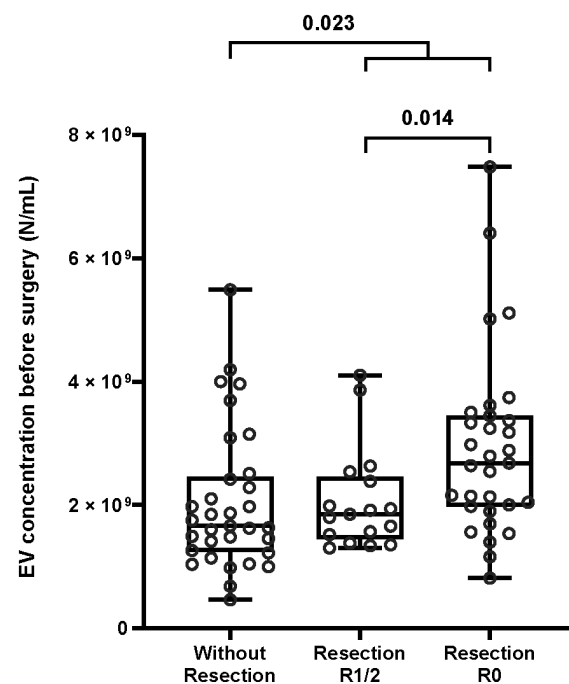 0.023
0.014
EV concentration before surgery (N/mL)
8 × 10⁹
6 × 10⁹
4 × 10⁹
2 × 10⁹
0
Without
Resection
Resection
R1/2
Resection
R0